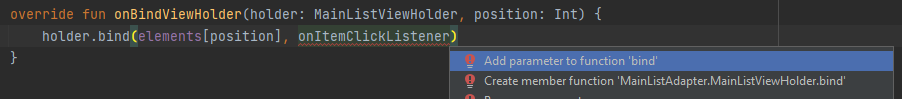 override fun onBindViewHolder(holder: MainListViewHolder, position: Int) {
holder.bind(elements[position], onItemClickListener)
}
Add parameter to function 'bind'
Create member function 'MainListAdapter.MainListViewHolder.bind'